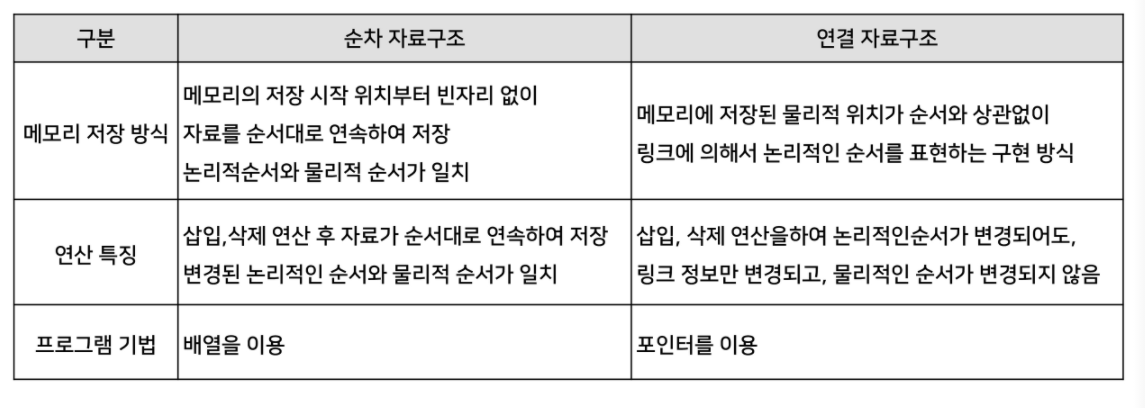 구분
순차 자료구조
연결 자료구조
메모리 저장 방식
메모리의 저장 시작 위치부터 빈자리 없이
자료를 순서대로 연속하여 저장
논리적순서와 물리적 순서가 일치
메모리에 저장된 물리적 위치가 순서와 상관없이
링크에 의해서 논리적인 순서를 표현하는 구현 방식
연산 특징
삽입,삭제 연산 후 자료가 순서대로 연속하여 저장
변경된 논리적인 순서와 물리적 순서가 일치
삽입, 삭제 연산을하여 논리적인순서가 변경되어도,
링크 정보만 변경되고, 물리적인 순서가 변경되지 않음
프로그램 기법
배열을 이용
포인터를 이용